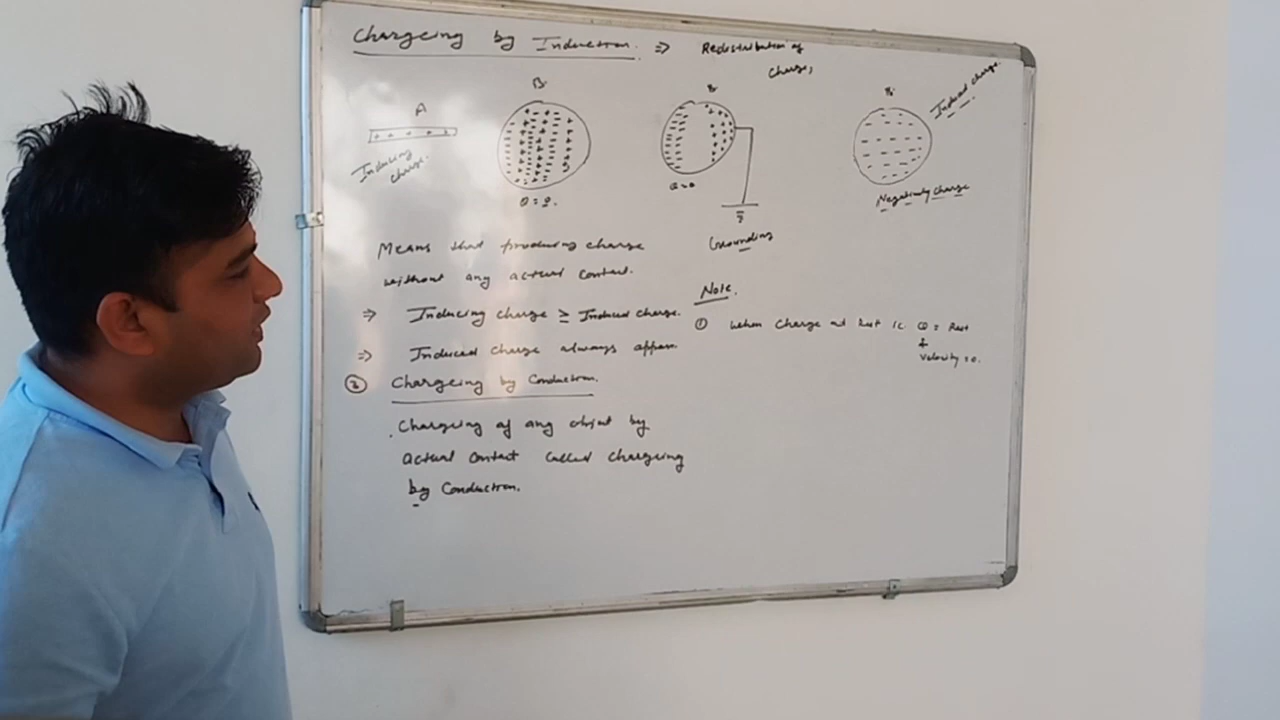 Chargeing by Induction. ⇒ Redistribution of
Charge,
A
B
B
B
Induced charge.
+ + + + +
Inducing
charge.
Q = 0.
Q = 0
Negatively charge
Grounding
Means that producing charge
without any actual contact.
⇒ Inducing charge ≥ Induced charge.
⇒ Induced charge always appear.
② Chargeing by Conduction.
Chargeing of any object by
actual contact called chargeing
by Conduction.
Note.
① When charge at Rest ie. Q = Rest
↓
Velocity = 0.